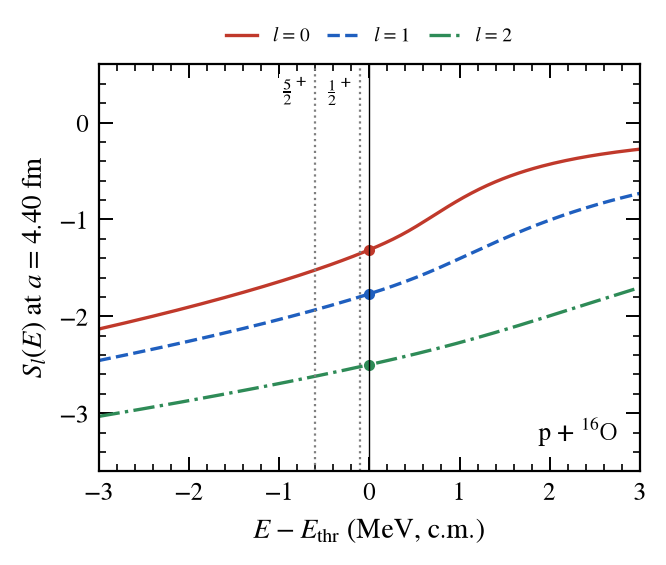 l = 0 l = 1 l = 2
5/2⁺ 1/2⁺
S_l(E) at a = 4.40 fm
0
−1
−2
−3
p + ¹⁶O
−3 −2 −1 0 1 2 3
E − E_thr (MeV, c.m.)